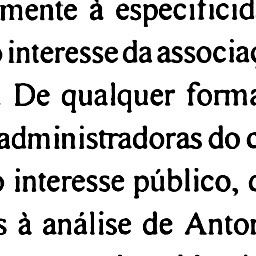 mente à especificid
o interesse da associaç
. De qualquer forma
administradoras do c
o interesse público,
s à análise de Anton